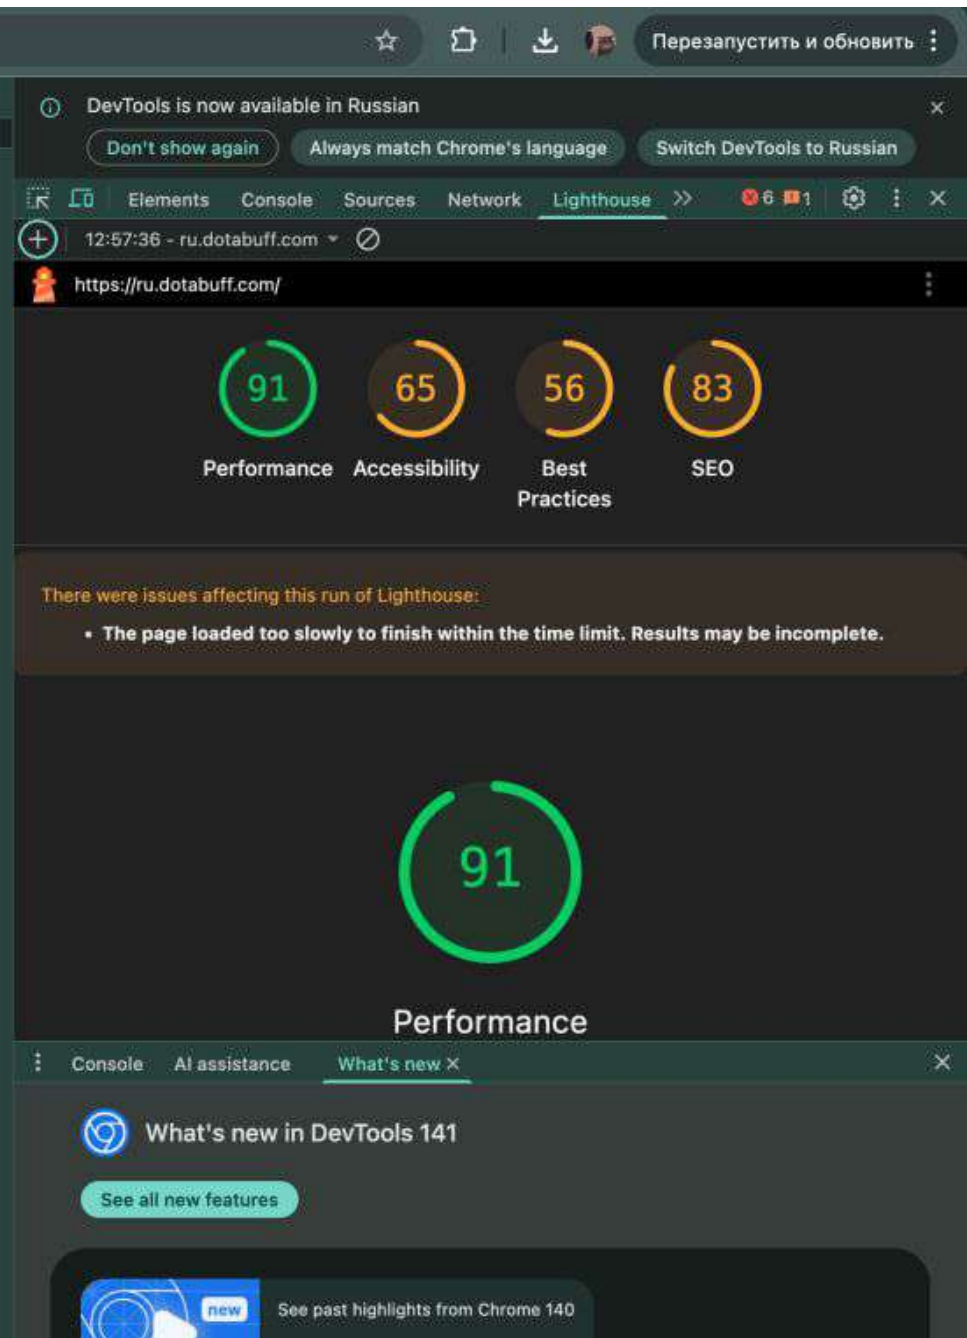 Перезапустить и обновить
DevTools is now available in Russian
Don't show again Always match Chrome's language Switch DevTools to Russian
Elements Console Sources Network Lighthouse 6 1
12:57:36 - ru.dotabuff.com
https://ru.dotabuff.com/
91 65 56 83
Performance Accessibility Best Practices SEO
There were issues affecting this run of Lighthouse:
• The page loaded too slowly to finish within the time limit. Results may be incomplete.
91
Performance
Console AI assistance What's new
What's new in DevTools 141
See all new features
new See past highlights from Chrome 140